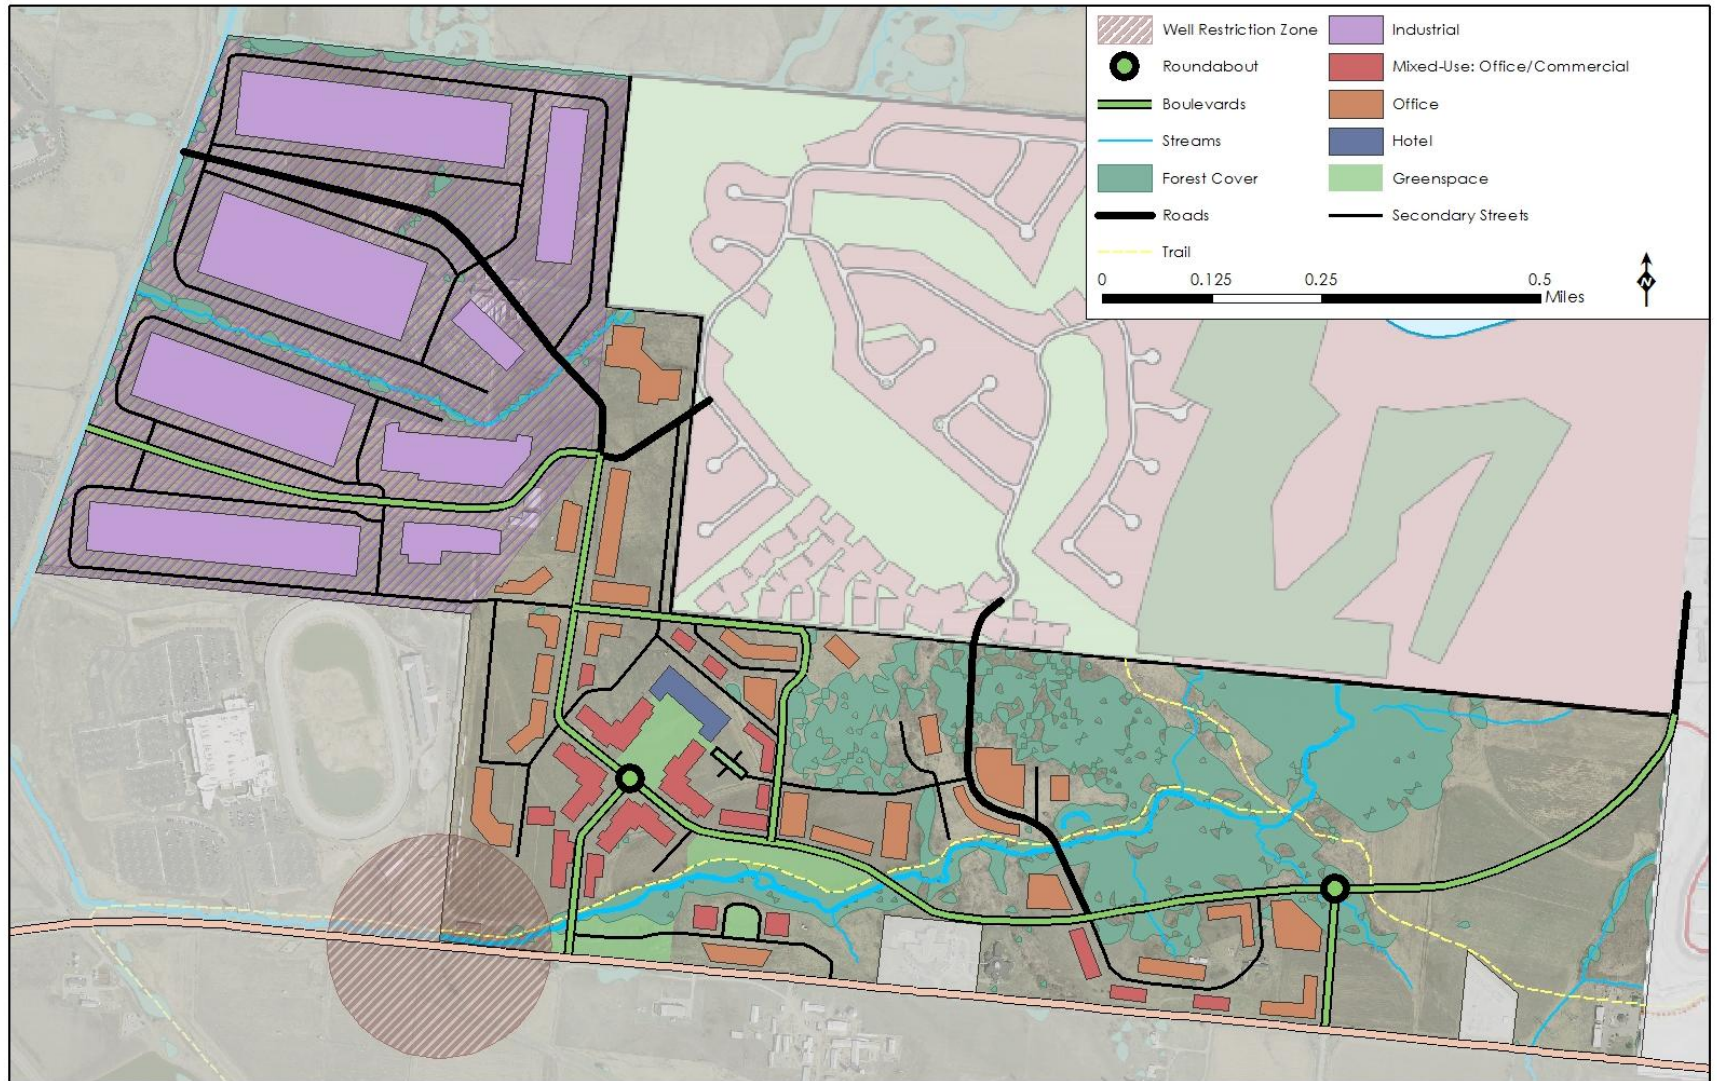 Well Restriction Zone
Industrial
Roundabout
Mixed-Use: Office/Commercial
Boulevards
Office
Streams
Hotel
Forest Cover
Greenspace
Roads
Secondary Streets
Trail
0 0.125 0.25 0.5
Miles
N